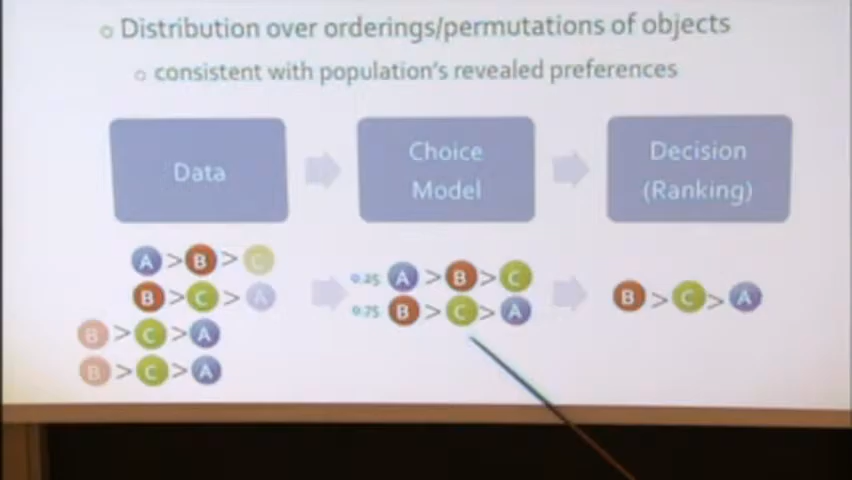 Distribution over orderings/permutations of objects
consistent with population's revealed preferences
Data
Choice
Model
Decision
(Ranking)
A > B > C
B > C > A
B > C > A
B > C > A
0.25 A > B > C
0.75 B > C > A
B > C > A